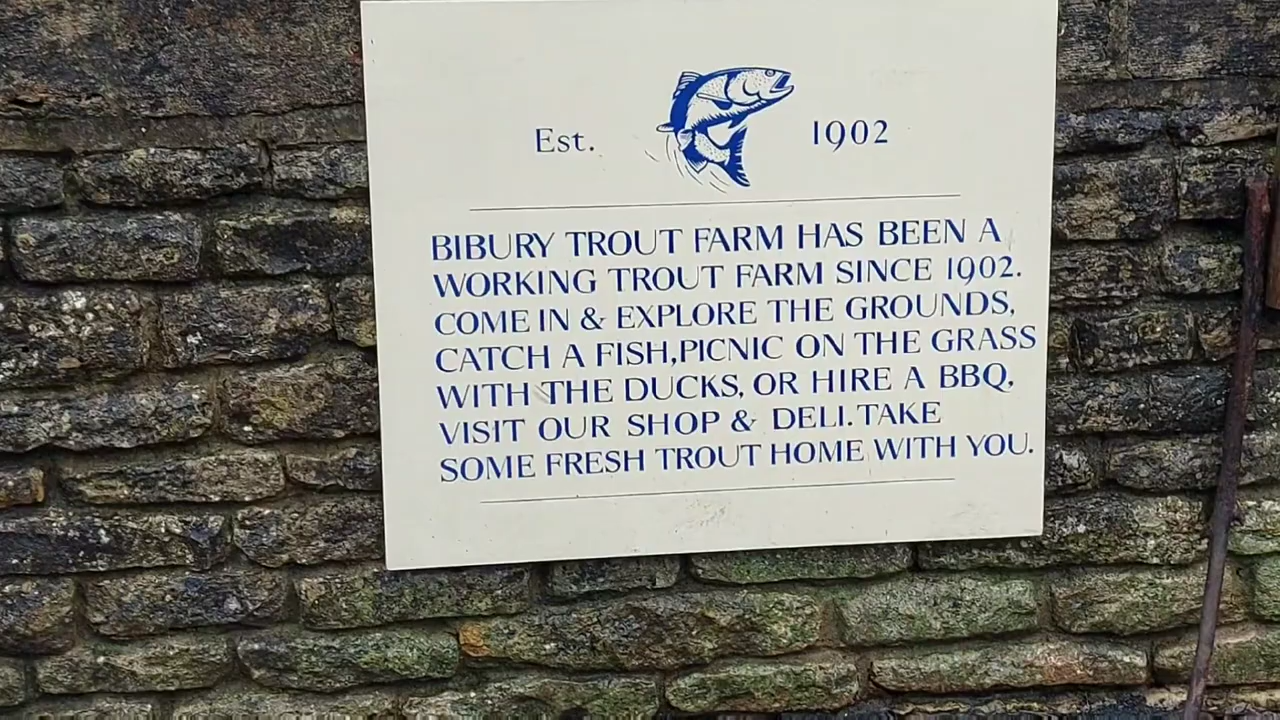 Est. 1902
BIBURY TROUT FARM HAS BEEN A
WORKING TROUT FARM SINCE 1902.
COME IN & EXPLORE THE GROUNDS,
CATCH A FISH,PICNIC ON THE GRASS
WITH THE DUCKS, OR HIRE A BBQ,
VISIT OUR SHOP & DELI.TAKE
SOME FRESH TROUT HOME WITH YOU.